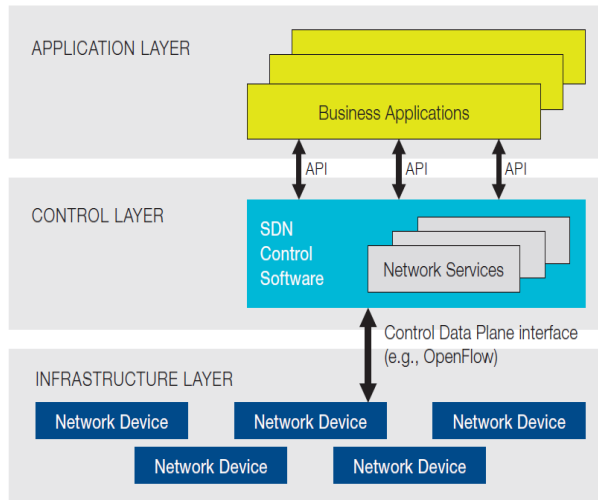 APPLICATION LAYER
Business Applications
API
API
API
CONTROL LAYER
SDN
Control
Software
Network Services
Control Data Plane interface
(e.g., OpenFlow)
INFRASTRUCTURE LAYER
Network Device
Network Device
Network Device
Network Device
Network Device